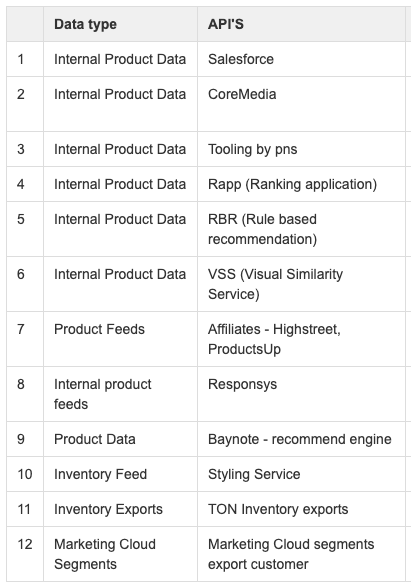 Data type API'S
1 Internal Product Data Salesforce
2 Internal Product Data CoreMedia
3 Internal Product Data Tooling by pns
4 Internal Product Data Rapp (Ranking application)
5 Internal Product Data RBR (Rule based
recommendation)
6 Internal Product Data VSS (Visual Similarity
Service)
7 Product Feeds Affiliates - Highstreet,
ProductsUp
8 Internal product Responsys
feeds
9 Product Data Baynote - recommend engine
10 Inventory Feed Styling Service
11 Inventory Exports TON Inventory exports
12 Marketing Cloud Marketing Cloud segments
Segments export customer